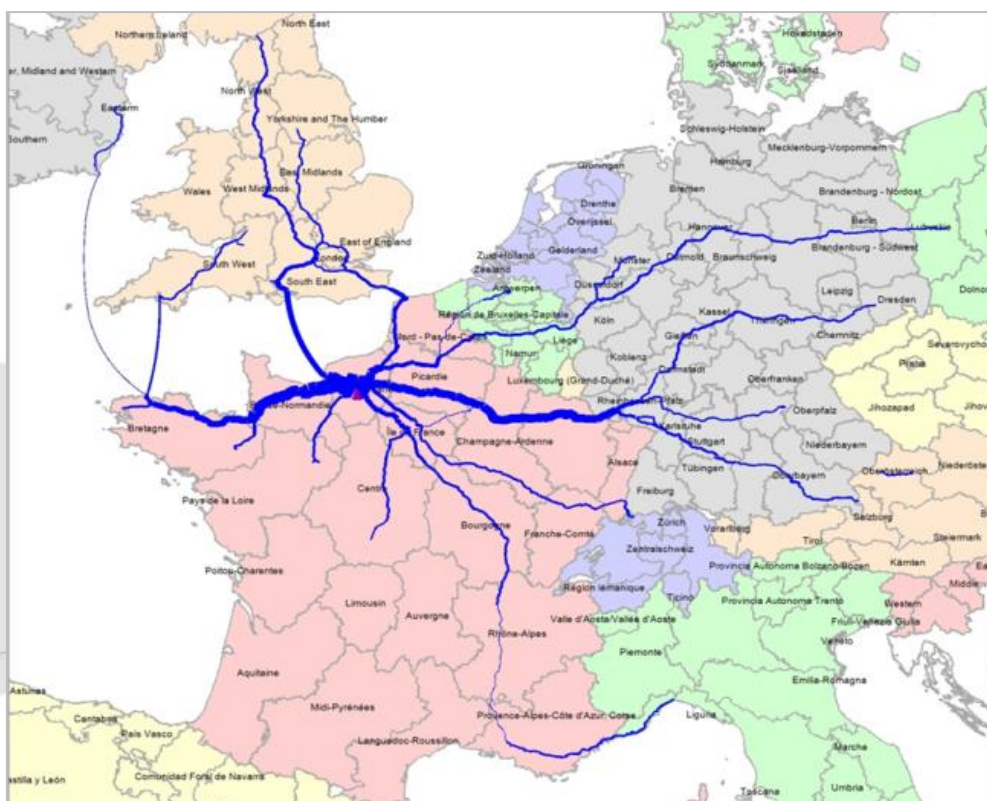 North East
Northern Ireland
Hovedstaden
Syddanmark
Sjælland
er, Midland and Western
North West
Eastern
Southern
Yorkshire and The Humber
Schleswig-Holstein
Mecklenburg-Vorpommern
Hamburg
Groningen
East Midlands
Wales
West Midlands
Bremen
Drenthe
Brandenburg - Nordost
Overijssel
Berlin
Lubuskie
Hannover
East of England
Gelderland
Brandenburg - Südwest
Zuid-Holland
Münster
Detmold
Braunschweig
London
South West
Zeeland
South East
Düsseldorf
Antwerpen
Leipzig
Dolno
Dresden
Région de Bruxelles-Capitale
Köln
Kassel
Thüringen
Nord - Pas-de-Calais
Gießen
Chemnitz
Liège
Severovýcho
Namur
Koblenz
Praha
Picardie
Darmstadt
Luxembourg (Grand-Duché)
Oberfranken
Rheinhessen-Pfalz
Jihozápad
Jihov
Oberpfalz
Bretagne
Karlsruhe
Île de France
Stuttgart
Champagne-Ardenne
Niederbayern
Alsace
Tübingen
Oberbayern
Oberösterreich
Niederöst
Pays de la Loire
Centre
Freiburg
Salzburg
Bourgogne
Zürich
Vorarlberg
Franche-Comté
Steiermark
Tirol
Zentralschweiz
Kärnten
Poitou-Charentes
Provincia Autonoma Bolzano-Bozen
Région lémanique
Ticino
Limousin
Provincia Autonoma Trento
Western
Auvergne
Valle d'Aosta/Vallée d'Aoste
Friuli-Venezia Giulia
Rhône-Alpes
Veneto
Piemonte
Aquitaine
Emilia-Romagna
Midi-Pyrénées
Provence-Alpes-Côte d'Azur
Corse
Liguria
Asturias
Cantabria
País Vasco
Languedoc-Roussillon
Marche
Comunidad Foral de Navarra
astilla y León
Toscana
Umbria